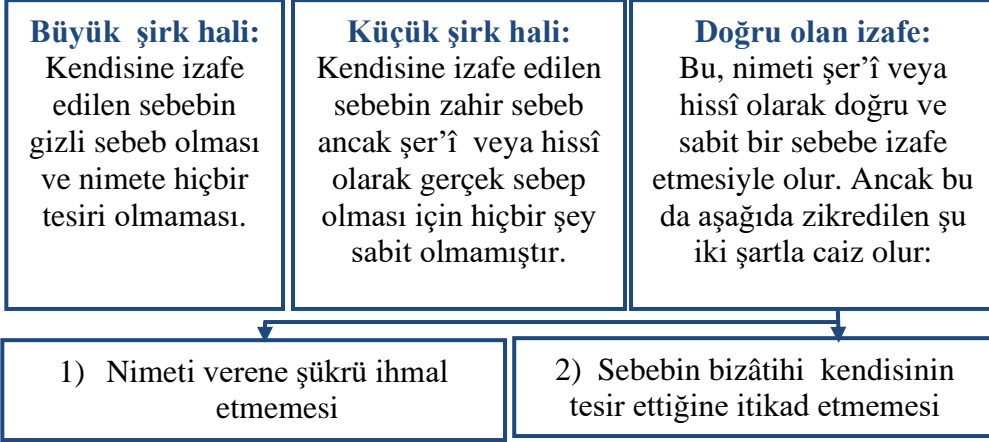 Büyük şirk hali:
Kendisine izafe
edilen sebebin
gizli sebeb olması
ve nimete hiçbir
tesiri olmaması.
Küçük şirk hali:
Kendisine izafe edilen
sebebin zahir sebeb
ancak şer’î veya hissî
olarak gerçek sebep
olması için hiçbir şey
sabit olmamıştır.
Doğru olan izafe:
Bu, nimeti şer’î veya
hissî olarak doğru ve
sabit bir sebebe izafe
etmesiyle olur. Ancak bu
da aşağıda zikredilen şu
iki şartla caiz olur:
1) Nimeti verene şükrü ihmal
etmemesi
2) Sebebin bizâtihi kendisinin
tesir ettiğine itikad etmemesi